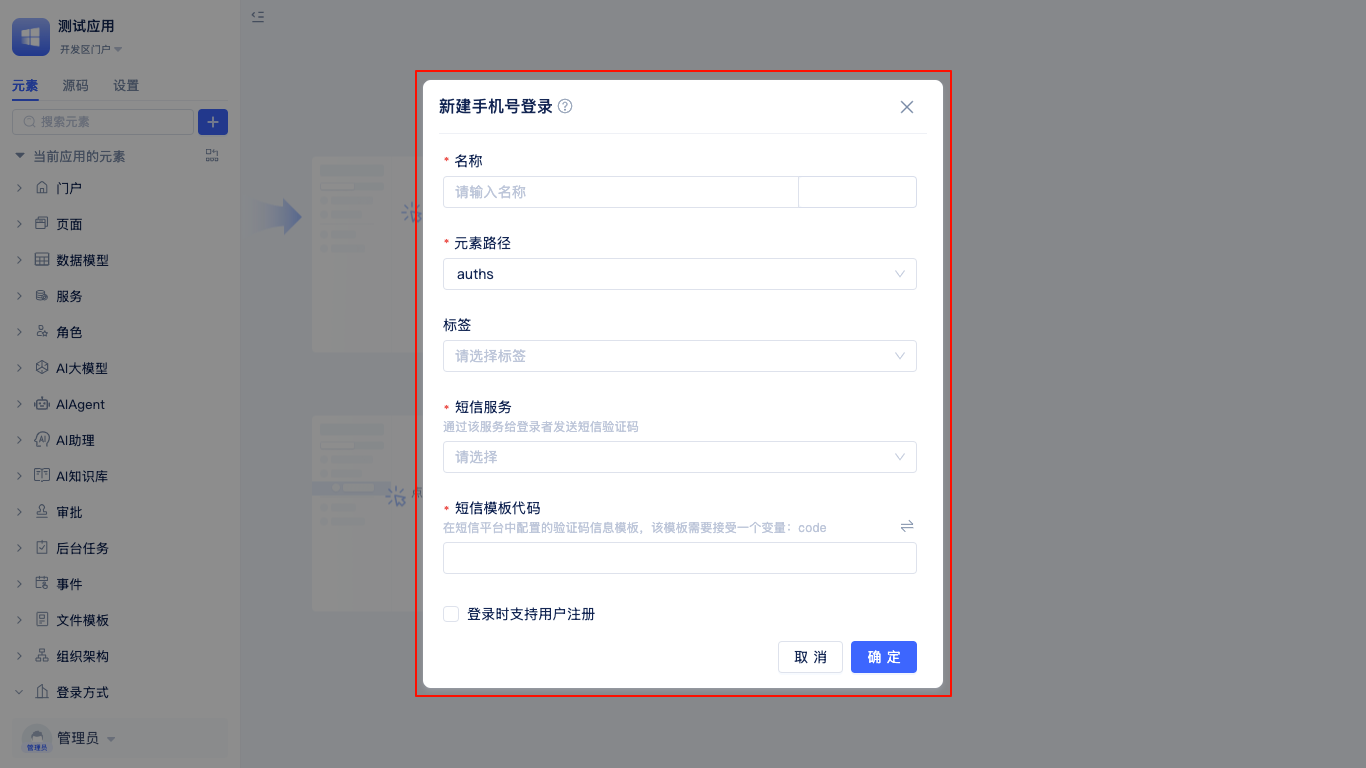 测试应用
开发区门户
元素 源码 设置
搜索元素
当前应用的元素
门户
页面
数据模型
服务
角色
AI大模型
AIAgent
AI助理
AI知识库
审批
后台任务
事件
文件模板
组织架构
登录方式
管理员
管理员
点
新建手机号登录
* 名称
请输入名称
* 元素路径
auths
标签
请选择标签
* 短信服务
通过该服务给登录者发送短信验证码
请选择
* 短信模板代码
在短信平台中配置的验证码信息模板，该模板需要接受一个变量：code
登录时支持用户注册
取 消 确 定